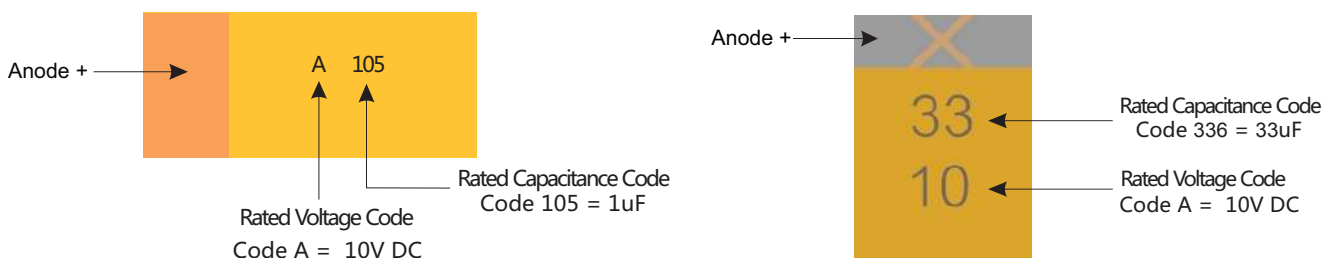 Anode +
A 105
Rated Voltage Code
Code A = 10V DC
Rated Capacitance Code
Code 105 = 1uF
Anode +
33
10
Rated Capacitance Code
Code 336 = 33uF
Rated Voltage Code
Code A = 10V DC